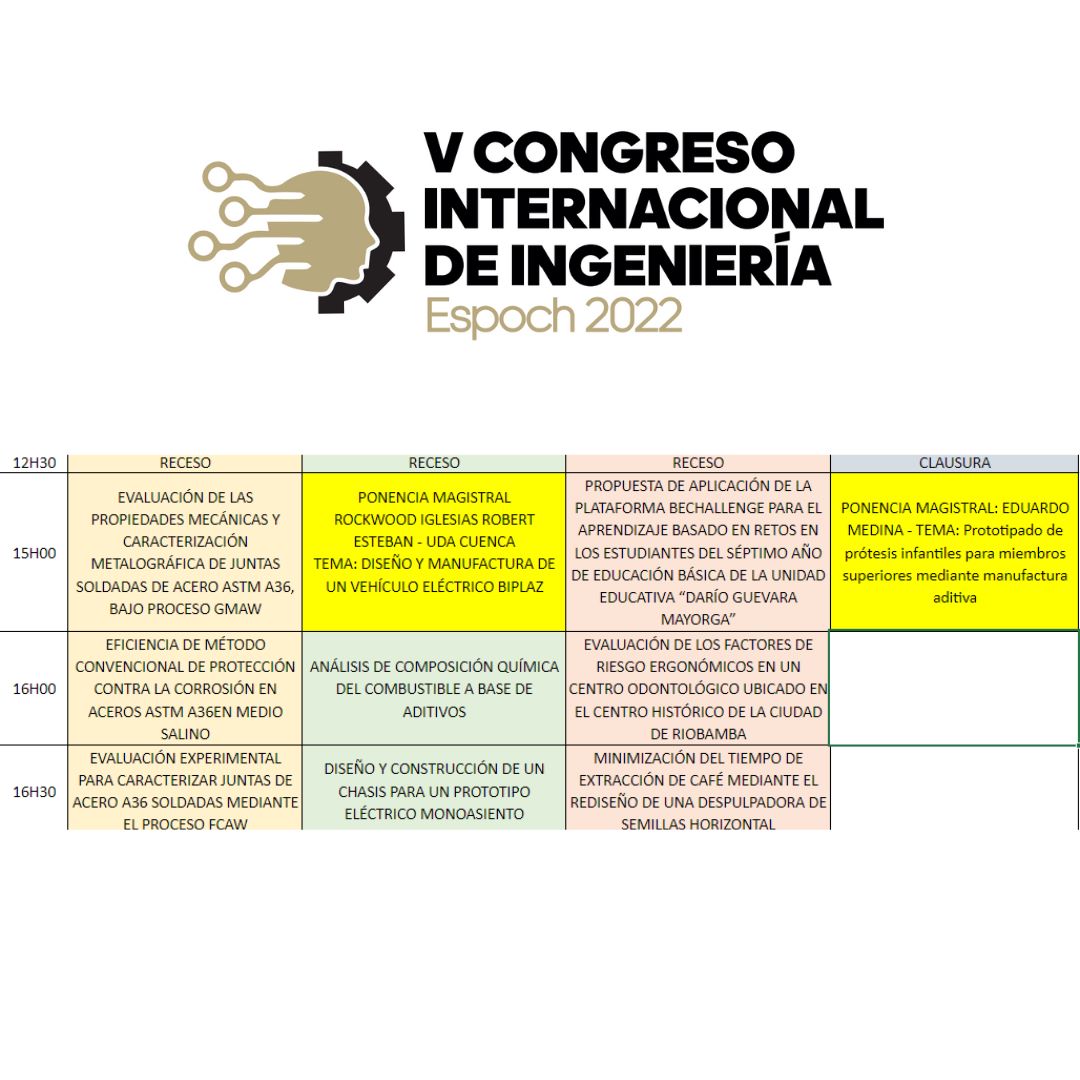 V CONGRESO
INTERNACIONAL
DE INGENIERÍA
Espoch 2022
12H30
RECESO
RECESO
RECESO
CLAUSURA
15H00
EVALUACIÓN DE LAS
PROPIEDADES MECÁNICAS Y
CARACTERIZACIÓN
METALOGRÁFICA DE JUNTAS
SOLDADAS DE ACERO ASTM A36,
BAJO PROCESO GMAW
PONENCIA MAGISTRAL
ROCKWOOD IGLESIAS ROBERT
ESTEBAN - UDA CUENCA
TEMA: DISEÑO Y MANUFACTURA DE
UN VEHÍCULO ELÉCTRICO BIPLAZ
PROPUESTA DE APLICACIÓN DE LA
PLATAFORMA BECHALLENGE PARA EL
APRENDIZAJE BASADO EN RETOS EN
LOS ESTUDIANTES DEL SÉPTIMO AÑO
DE EDUCACIÓN BÁSICA DE LA UNIDAD
EDUCATIVA “DARÍO GUEVARA
MAYORGA”
PONENCIA MAGISTRAL: EDUARDO
MEDINA - TEMA: Prototipado de
prótesis infantiles para miembros
superiores mediante manufactura
aditiva
16H00
EFICIENCIA DE MÉTODO
CONVENCIONAL DE PROTECCIÓN
CONTRA LA CORROSIÓN EN
ACEROS ASTM A36EN MEDIO
SALINO
ANÁLISIS DE COMPOSICIÓN QUÍMICA
DEL COMBUSTIBLE A BASE DE
ADITIVOS
EVALUACIÓN DE LOS FACTORES DE
RIESGO ERGONÓMICOS EN UN
CENTRO ODONTOLÓGICO UBICADO EN
EL CENTRO HISTÓRICO DE LA CIUDAD
DE RIOBAMBA
16H30
EVALUACIÓN EXPERIMENTAL
PARA CARACTERIZAR JUNTAS DE
ACERO A36 SOLDADAS MEDIANTE
EL PROCESO FCAW
DISEÑO Y CONSTRUCCIÓN DE UN
CHASIS PARA UN PROTOTIPO
ELÉCTRICO MONOASIENTO
MINIMIZACIÓN DEL TIEMPO DE
EXTRACCIÓN DE CAFÉ MEDIANTE EL
REDISEÑO DE UNA DESPULPADORA DE
SEMILLAS HORIZONTAL